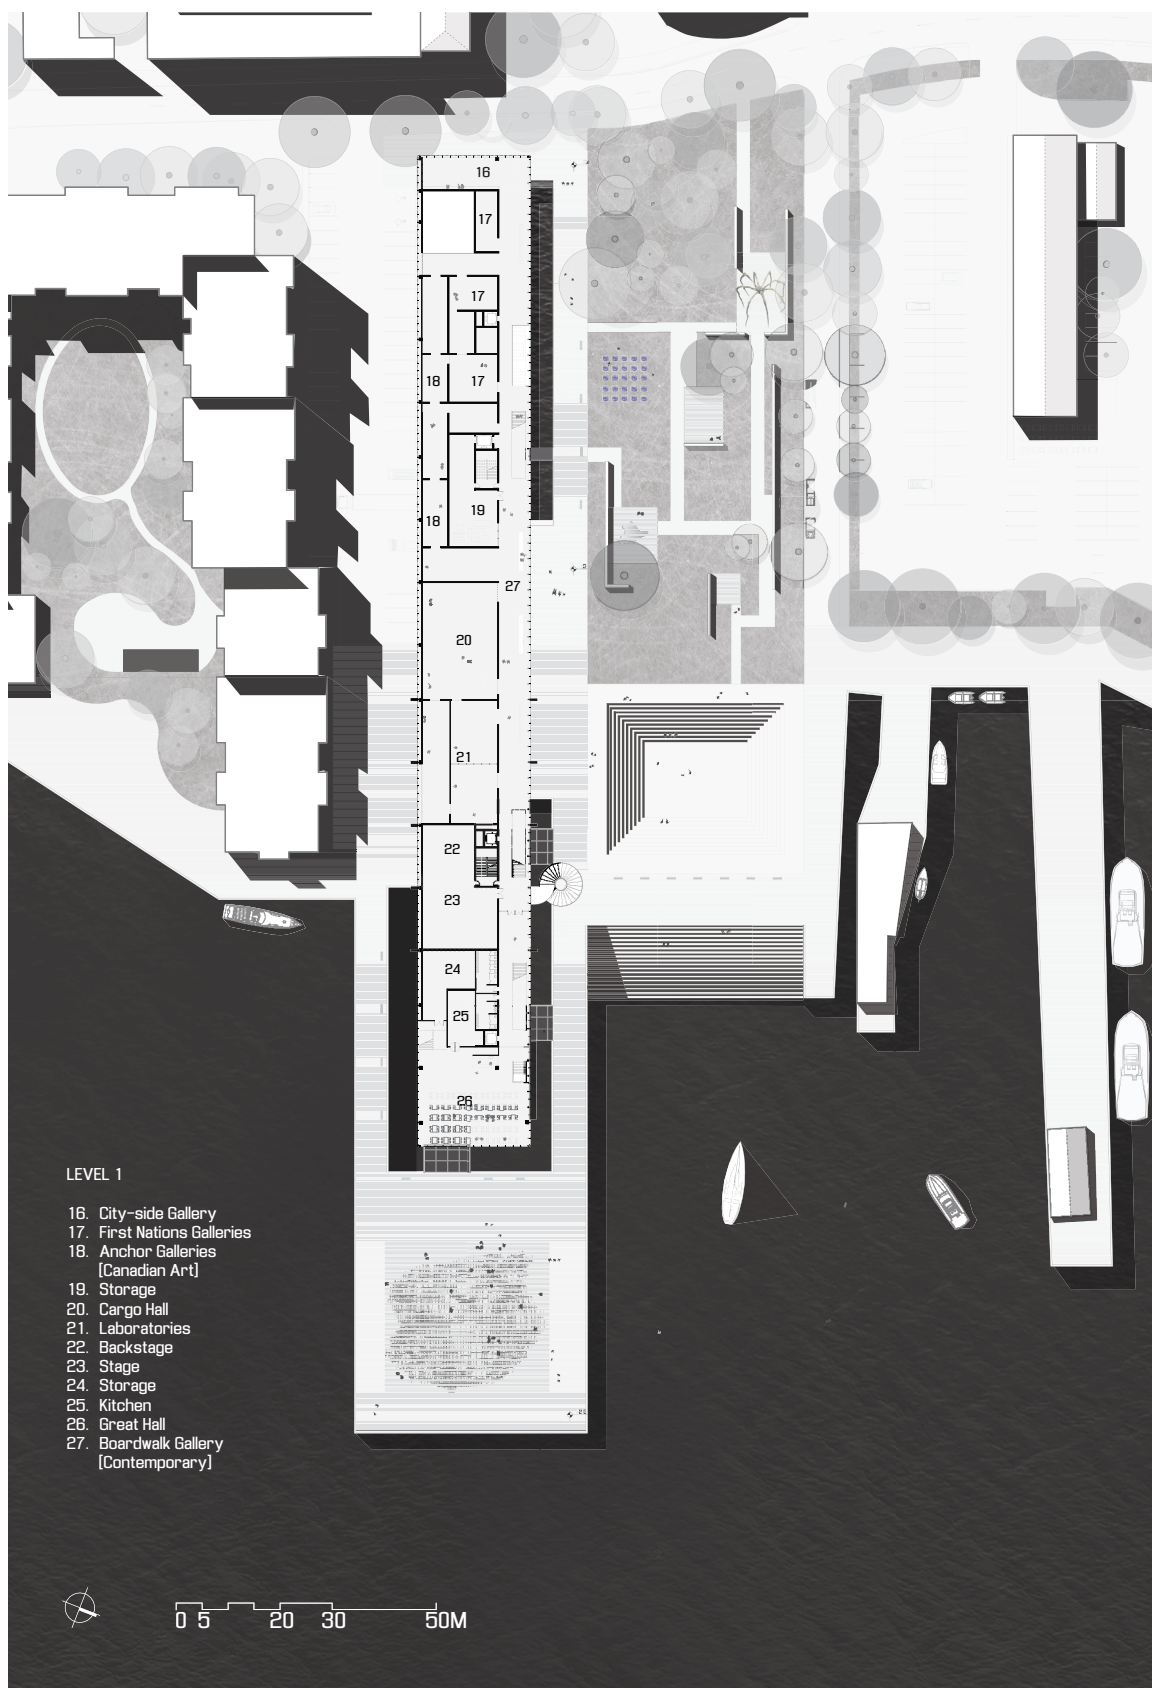 16
17
17
18
17
19
18
27
20
21
22
23
24
25
26
LEVEL 1
16. City-side Gallery
17. First Nations Galleries
18. Anchor Galleries
[Canadian Art]
19. Storage
20. Cargo Hall
21. Laboratories
22. Backstage
23. Stage
24. Storage
25. Kitchen
26. Great Hall
27. Boardwalk Gallery
[Contemporary]
0 5 20 30 50M